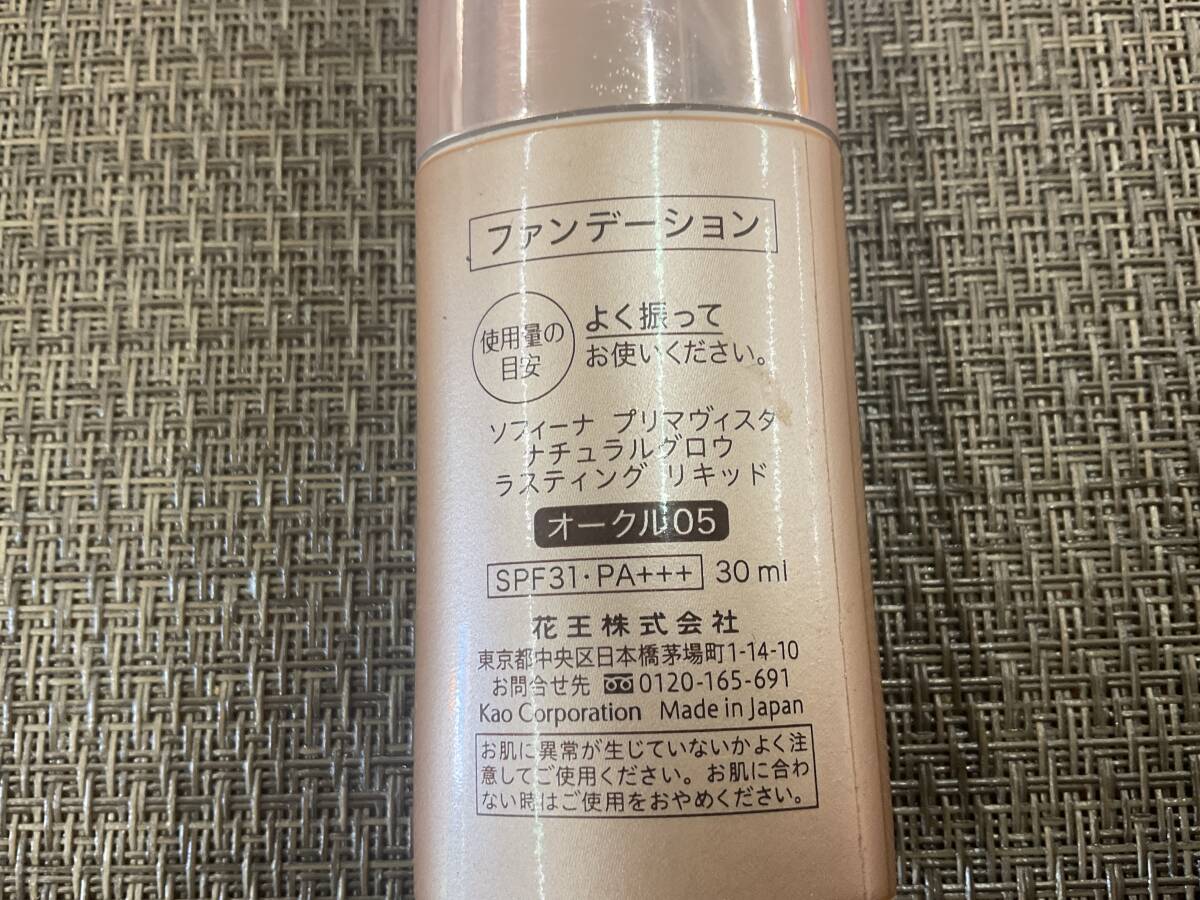 ファンデーション
使用量の
目安
よく振って
お使いください。
ソフィーナ プリマヴィスタ
ナチュラルグロウ
ラスティング リキッド
オークル05
SPF31・PA+++ 30ml
花王株式会社
東京都中央区日本橋茅場町1-14-10
お問合せ先 0120-165-691
Kao Corporation Made in Japan
お肌に異常が生じていないかよく注
意してご使用ください。お肌に合わ
ない時はご使用をおやめください。